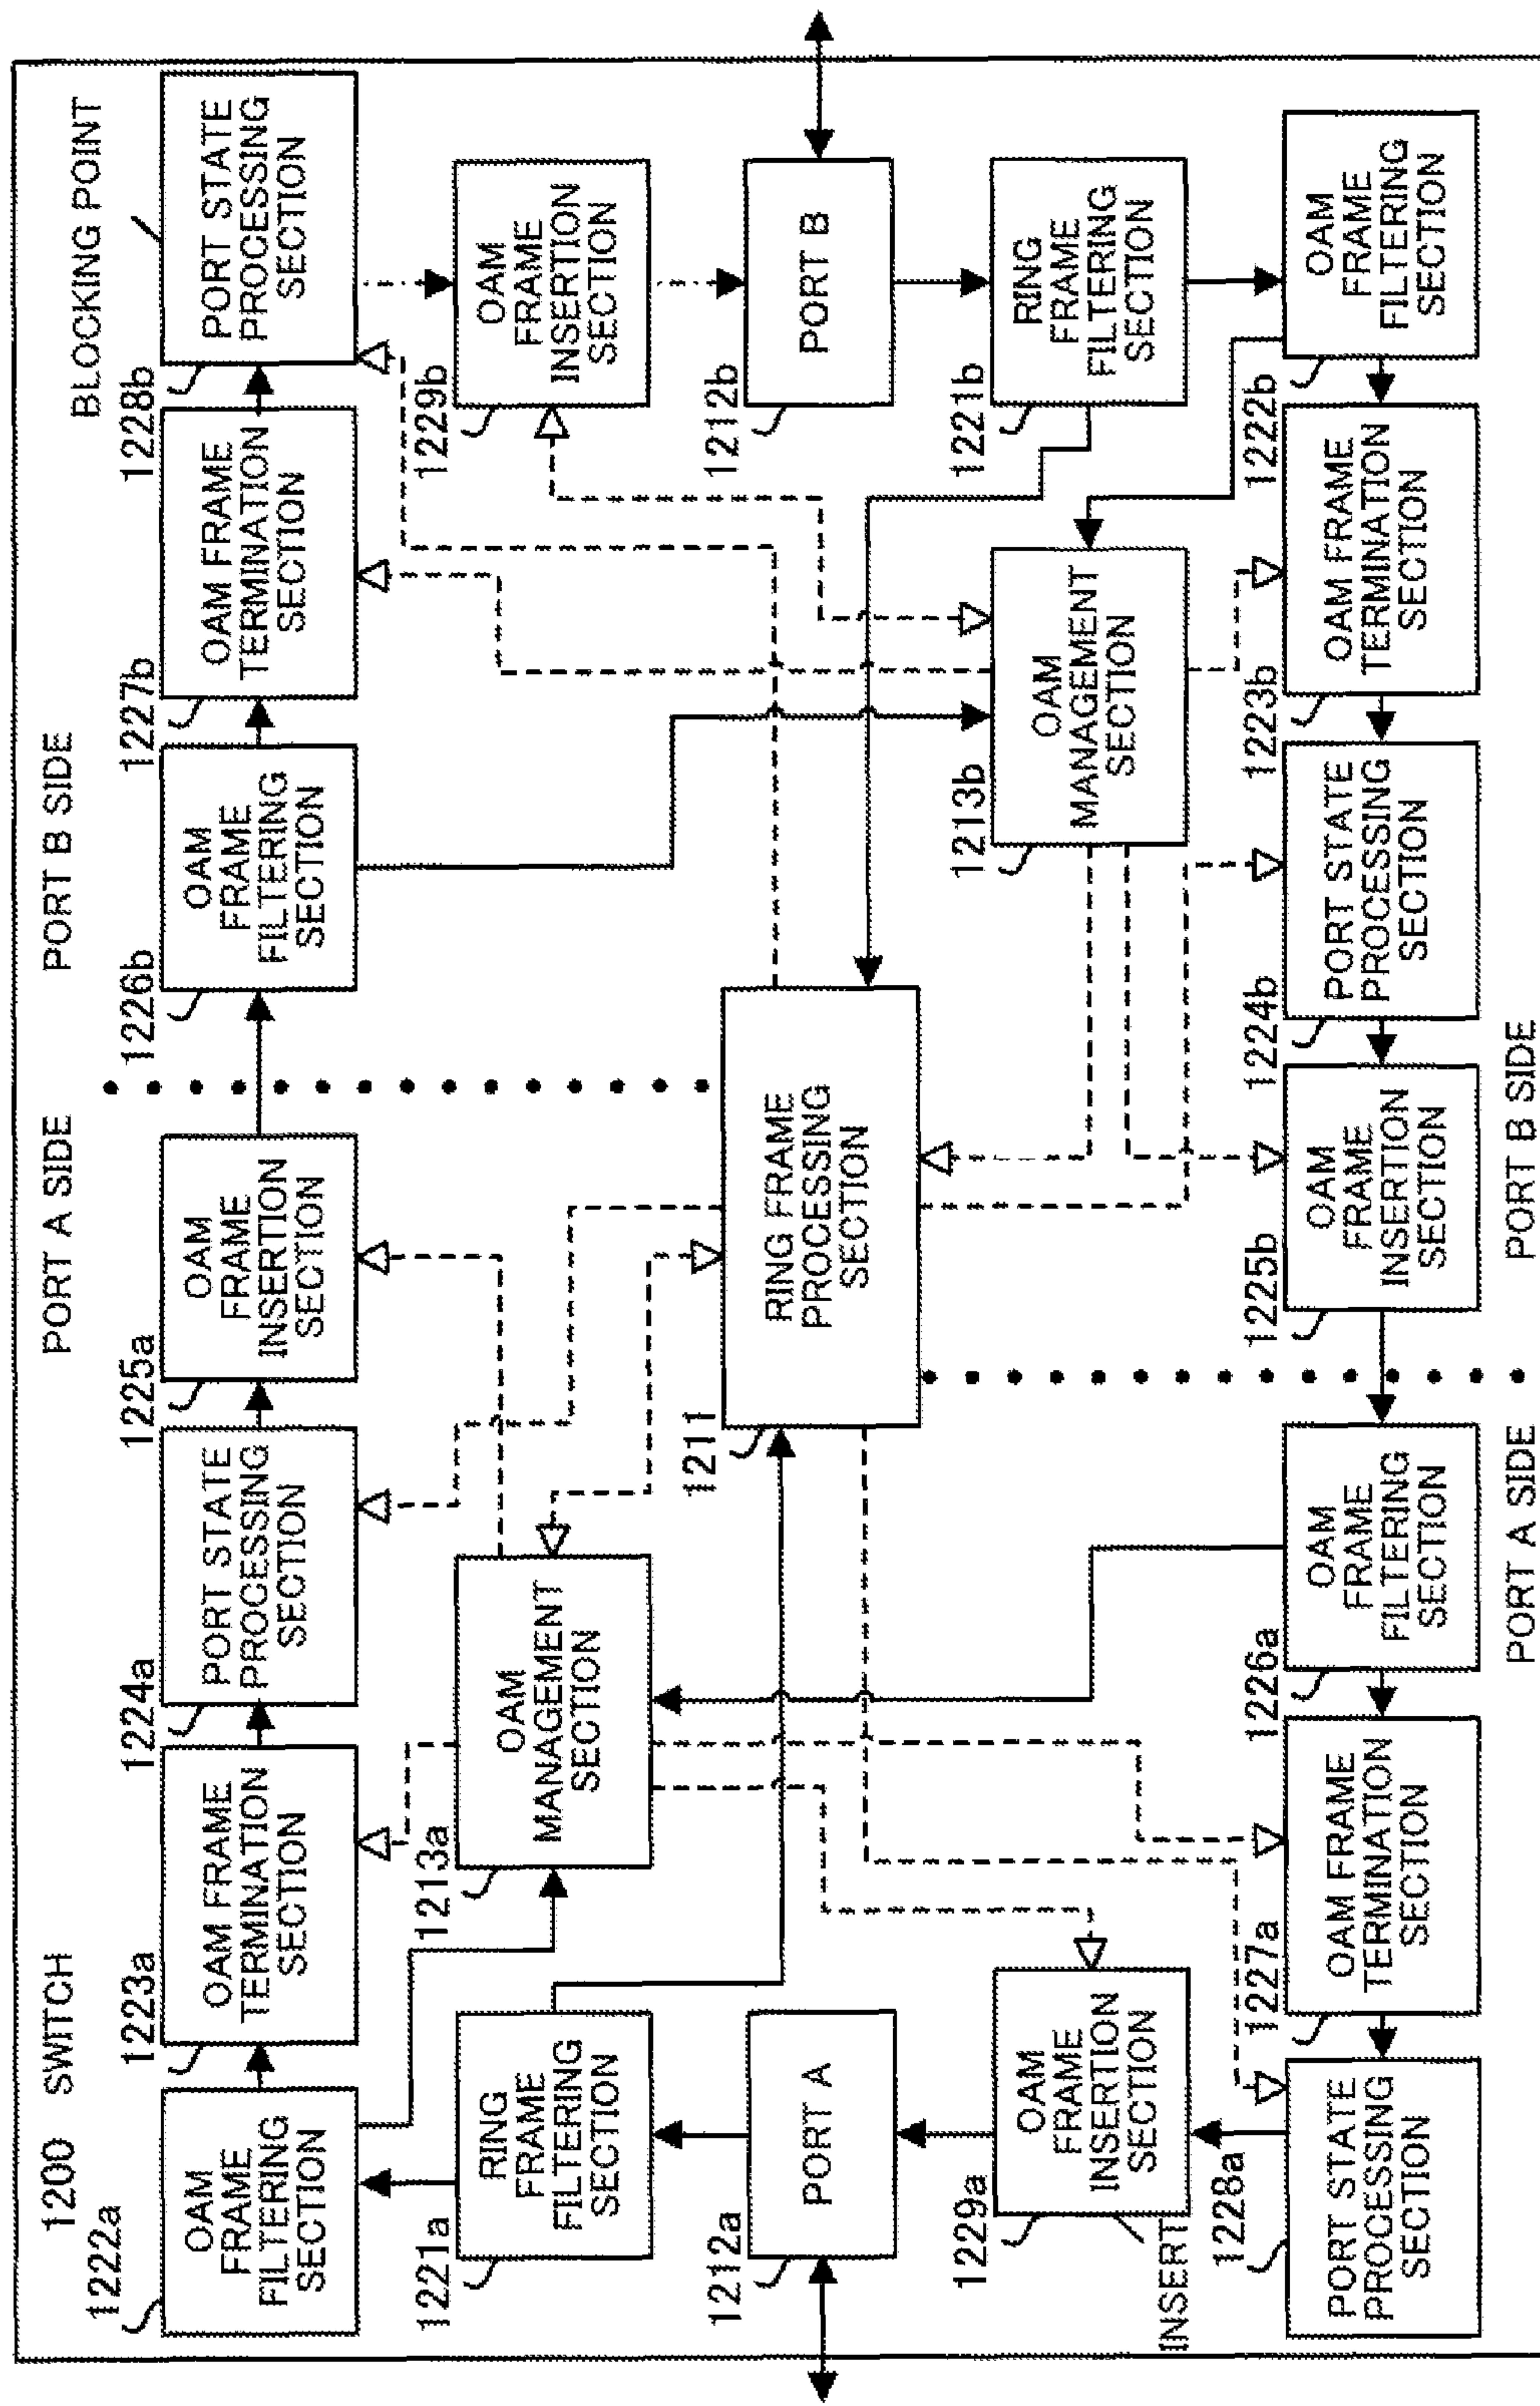 1200 SWITCH
PORT A SIDE
PORT B SIDE
BLOCKING POINT
1222a
OAM
FRAME
FILTERING
SECTION
1223a
OAM FRAME
TERMINATION
SECTION
1224a
PORT STATE
PROCESSING
SECTION
1225a
OAM
FRAME
INSERTION
SECTION
1226b
OAM
FRAME
FILTERING
SECTION
1227b
OAM FRAME
TERMINATION
SECTION
1228b
PORT STATE
PROCESSING
SECTION
1221a
RING
FRAME
FILTERING
SECTION
1213a
OAM
MANAGEMENT
SECTION
1229b
OAM
FRAME
INSERTION
SECTION
1212a
PORT A
1211
RING FRAME
PROCESSING
SECTION
1212b
PORT B
1229a
OAM
FRAME
INSERTION
SECTION
INSERT
1213b
OAM
MANAGEMENT
SECTION
1221b
RING
FRAME
FILTERING
SECTION
1228a
PORT STATE
PROCESSING
SECTION
1227a
OAM FRAME
TERMINATION
SECTION
1226a
OAM
FRAME
FILTERING
SECTION
1225b
OAM
FRAME
INSERTION
SECTION
1224b
PORT STATE
PROCESSING
SECTION
1223b
OAM FRAME
TERMINATION
SECTION
1222b
OAM
FRAME
FILTERING
SECTION
PORT A SIDE
PORT B SIDE